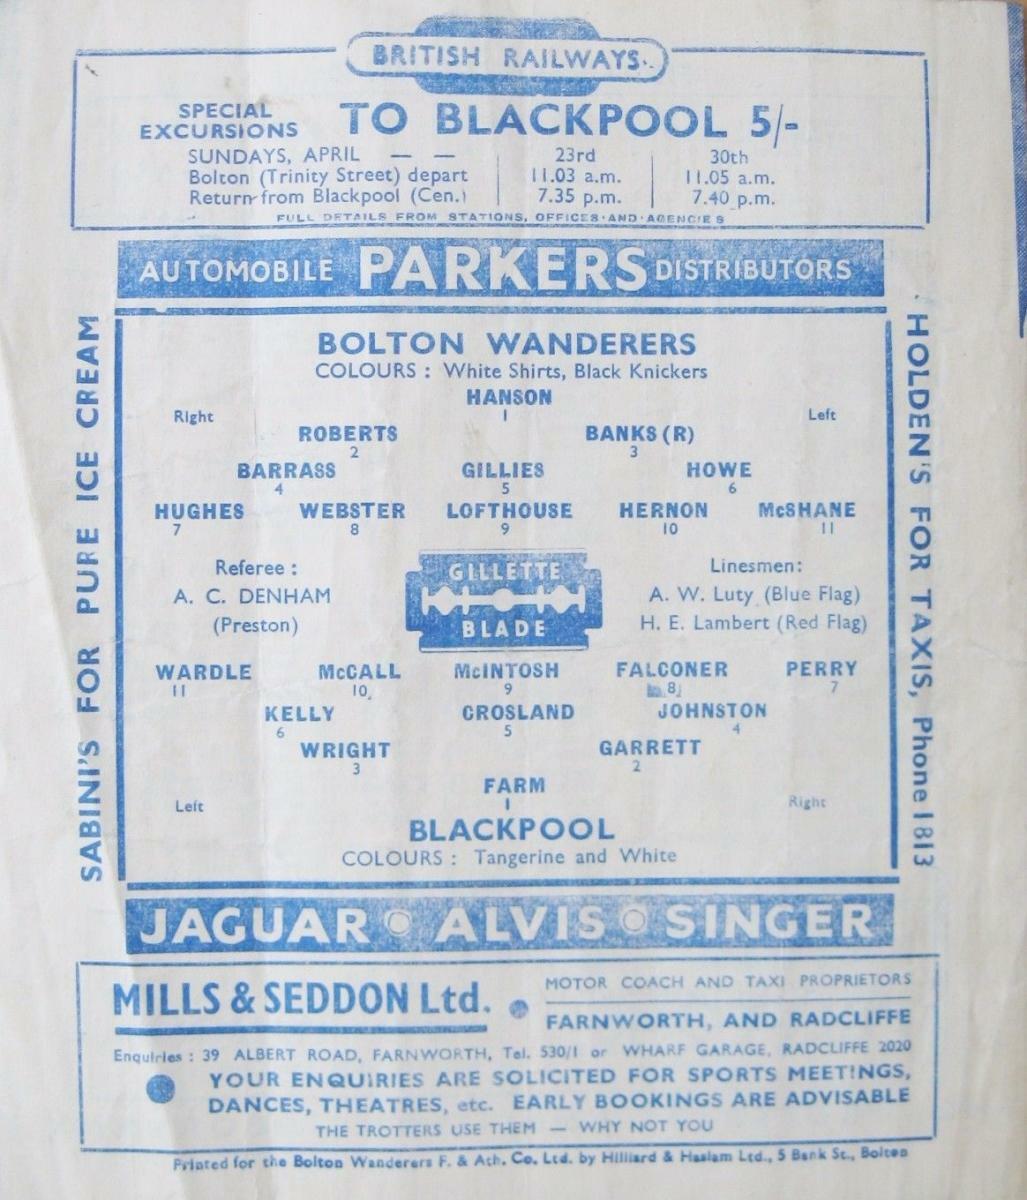 BRITISH RAILWAYS
SPECIAL EXCURSIONS TO BLACKPOOL 5/-
SUNDAYS, APRIL — — 23rd 30th
Bolton (Trinity Street) depart 11.03 a.m. 11.05 a.m.
Return from Blackpool (Cen.) 7.35 p.m. 7.40 p.m.
FULL DETAILS FROM STATIONS, OFFICES AND AGENCIES
AUTOMOBILE PARKERS DISTRIBUTORS
SABINI'S FOR PURE ICE CREAM
HOLDEN'S FOR TAXIS, Phone 1813
BOLTON WANDERERS
COLOURS : White Shirts, Black Knickers
HANSON
1
Right Left
ROBERTS BANKS (R)
2 3
BARRASS GILLIES HOWE
4 5 6
HUGHES WEBSTER LOFTHOUSE HERNON McSHANE
7 8 9 10 11
Referee : Linesmen:
A. C. DENHAM A. W. Luty (Blue Flag)
(Preston) H. E. Lambert (Red Flag)
GILLETTE
BLADE
WARDLE McCALL McINTOSH FALCONER PERRY
11 10 9 8 7
KELLY CROSLAND JOHNSTON
6 5 4
WRIGHT GARRETT
3 2
FARM
1
Left Right
BLACKPOOL
COLOURS : Tangerine and White
JAGUAR ALVIS SINGER
MILLS & SEDDON Ltd. MOTOR COACH AND TAXI PROPRIETORS
FARNWORTH, AND RADCLIFFE
Enquiries : 39 ALBERT ROAD, FARNWORTH, Tel. 530/1 or WHARF GARAGE, RADCLIFFE 2020
YOUR ENQUIRIES ARE SOLICITED FOR SPORTS MEETINGS,
DANCES, THEATRES, etc. EARLY BOOKINGS ARE ADVISABLE
THE TROTTERS USE THEM — WHY NOT YOU
Printed for the Bolton Wanderers F. & Ath. Co. Ltd. by Hilliard & Haslam Ltd., 5 Bank St., Bolton